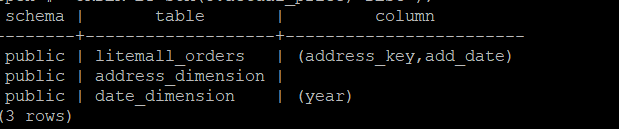 schema | table | column
--------+-------------------+------------------------
public | litemall_orders | (address_key,add_date)
public | address_dimension |
public | date_dimension | (year)
(3 rows)